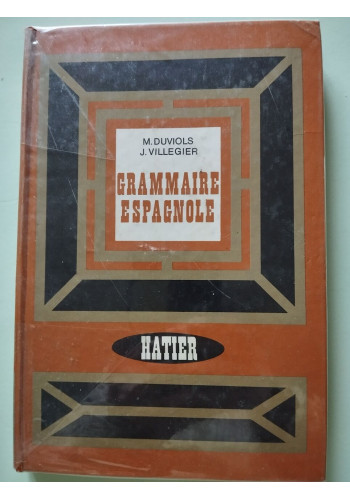 M. DUVIOLS
J. VILLEGIER
GRAMMAIRE
ESPAGNOLE
HATIER